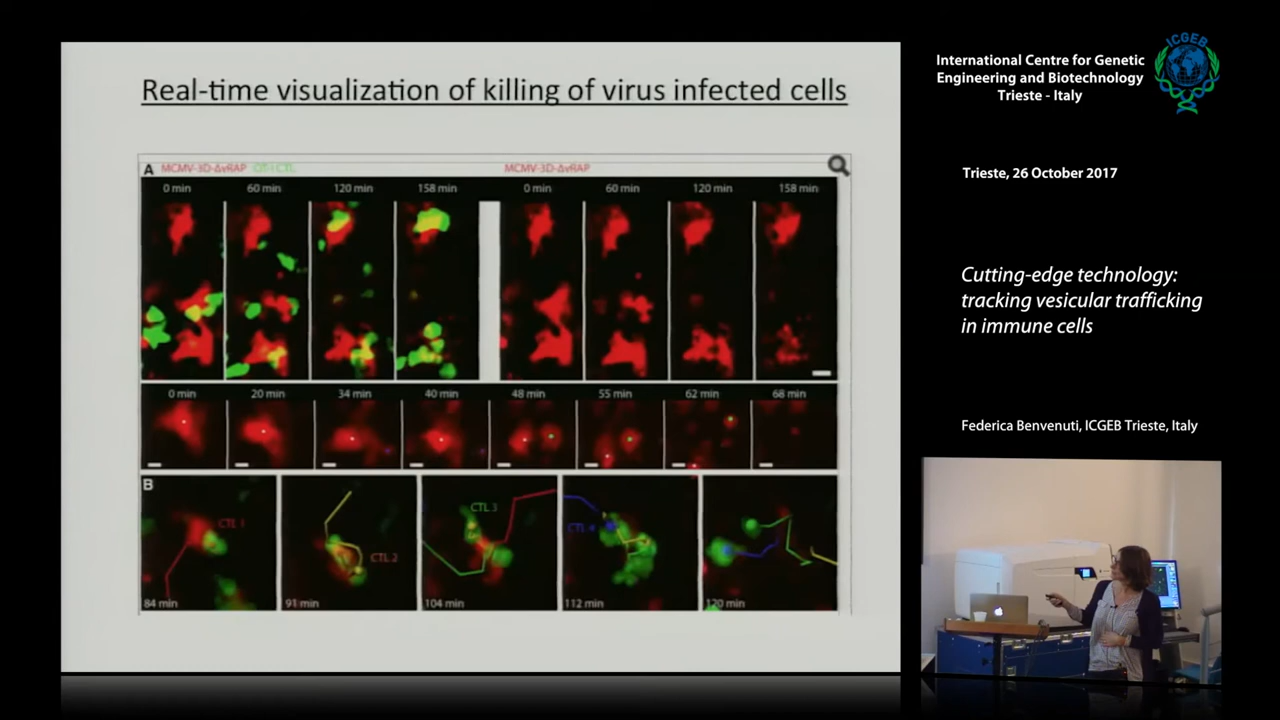 Real-time visualization of killing of virus infected cells
A MCMV-3D-ΔvRAP OT-I CTL MCMV-3D-ΔvRAP
0 min 60 min 120 min 158 min 0 min 60 min 120 min 158 min
0 min 20 min 34 min 40 min 48 min 55 min 62 min 68 min
B
CTL 1 CTL 2 CTL 3 CTL 4
84 min 91 min 104 min 112 min 120 min
International Centre for Genetic
Engineering and Biotechnology
Trieste - Italy
ICGEB
Trieste, 26 October 2017
Cutting-edge technology:
tracking vesicular trafficking
in immune cells
Federica Benvenuti, ICGEB Trieste, Italy